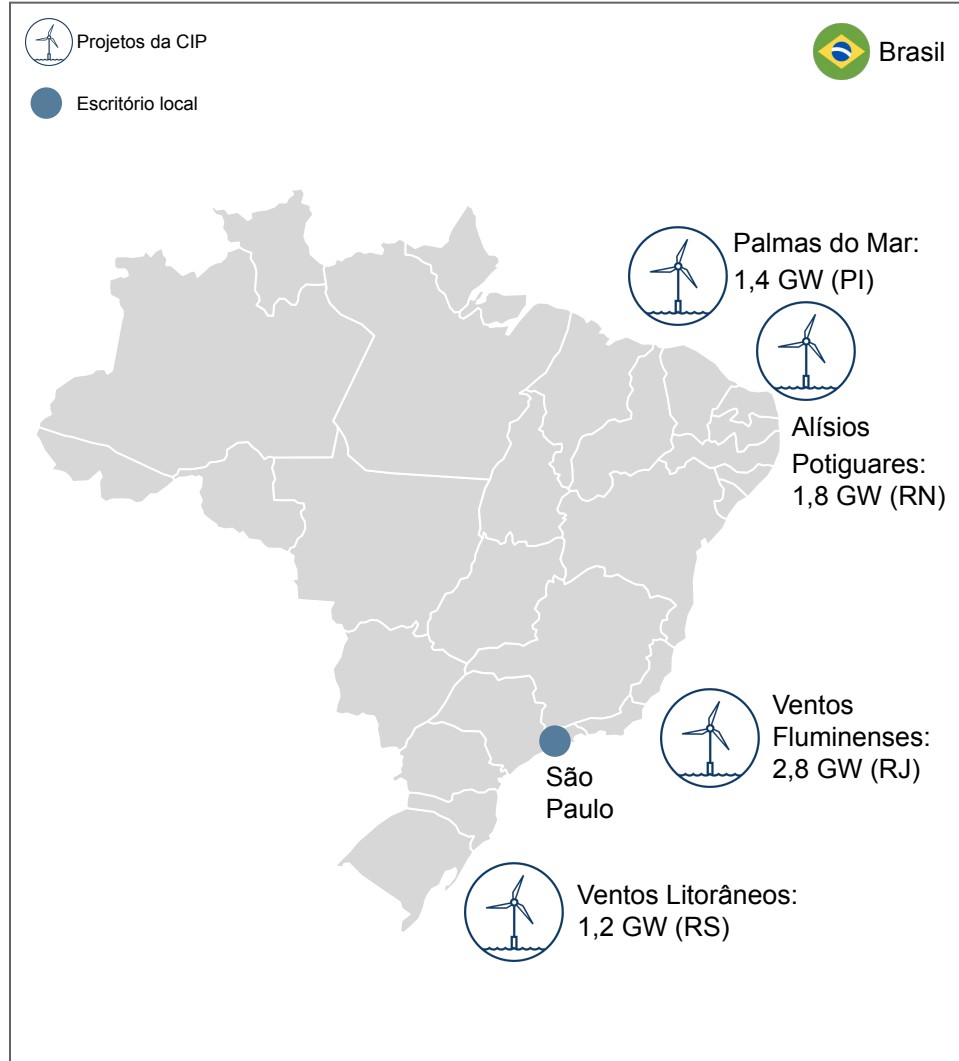 Projetos da CIP
Brasil
Escritório local
Palmas do Mar:
1,4 GW (PI)
Alísios
Potiguares:
1,8 GW (RN)
Ventos
Fluminenses:
2,8 GW (RJ)
São
Paulo
Ventos Litorâneos:
1,2 GW (RS)